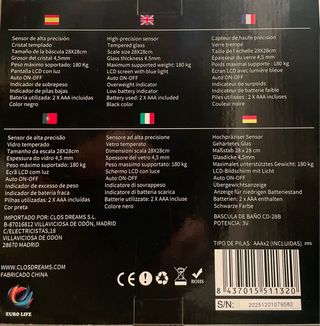 Sensor de alta precisión
Cristal templado
Tamaño de la báscula 28X28cm
Grosor del cristal 4,5mm
Peso máximo soportado: 180 kg
Pantalla LCD con luz
Auto ON-OFF
Indicador de sobrepeso
Indicador de pilas bajas
Batería utilizada: 2 X AAA incluidas
Color negro
High-precision sensor
Tempered glass
Scale size 28X28cm
Glass thickness 4.5mm
Maximum supported weight: 180 kg
LCD screen with blue light
Auto ON-OFF
Overweight indicator
Low battery indicator
Battery used: 2 X AAA included
Black color
Capteur de haute précision
Verre trempé
Taille de l'échelle 28X28cm
Épaisseur du verre 4,5 mm
Poids maximal supporté : 180 kg
Écran LCD avec lumière bleue
Auto ON-OFF
Indicateur de surpoids
Indicateur de batterie faible
Piles utilisées : 2 X AAA incluses
Couleur noire
Sensor de alta precisão
Vidro temperado
Tamanho da escala 28X28cm
Espessura do vidro 4,5 mm
Peso máximo suportado: 180 kg
Ecrã LCD com luz
Auto ON-OFF
Indicador de excesso de peso
Indicador de bateria fraca
Pilhas utilizadas: 2 X AAA incluídas
Cor preta
Sensore ad alta precisione
Vetro temperato
Dimensioni scala 28X28cm
Spessore del vetro 4,5 mm
Peso massimo supportato: 180 kg
Schermo LCD con luce
Auto ON-OFF
Indicatore di sovrappeso
Indicatore di batteria scarica
Batterie utilizzate: 2 X AAA incluse
Colore nero
Hochpräziser Sensor
Gehärtetes Glas
Maßstab 28 x 28 cm
Glasdicke 4,5mm
Maximales unterstütztes Gewicht: 180 kg
LCD-Bildschirm mit Licht
Auto ON-OFF
Übergewichtsanzeige
Anzeige für niedrigen Batteriestand
Batterien: 2 x AAA enthalten
Schwarze Farbe
IMPORTADO POR: CLOS DREAMS S.L.
B-87016812 VILLAVICIOSA DE ODÓN, MADRID
C/ELECTRICISTAS,18
VILLAVICIOSA DE ODÓN
28670 MADRID
WWW.CLOSDREAMS.COM
FABRICADO CHINA
BASCULA DE BAÑO CD-28B
POTENCIA: 3V
TIPO DE PILAS: AAAx2 (INCLUIDAS)
EURO LIFE
CE
RoHS
8 437015 511320
S/N: 20251201079582